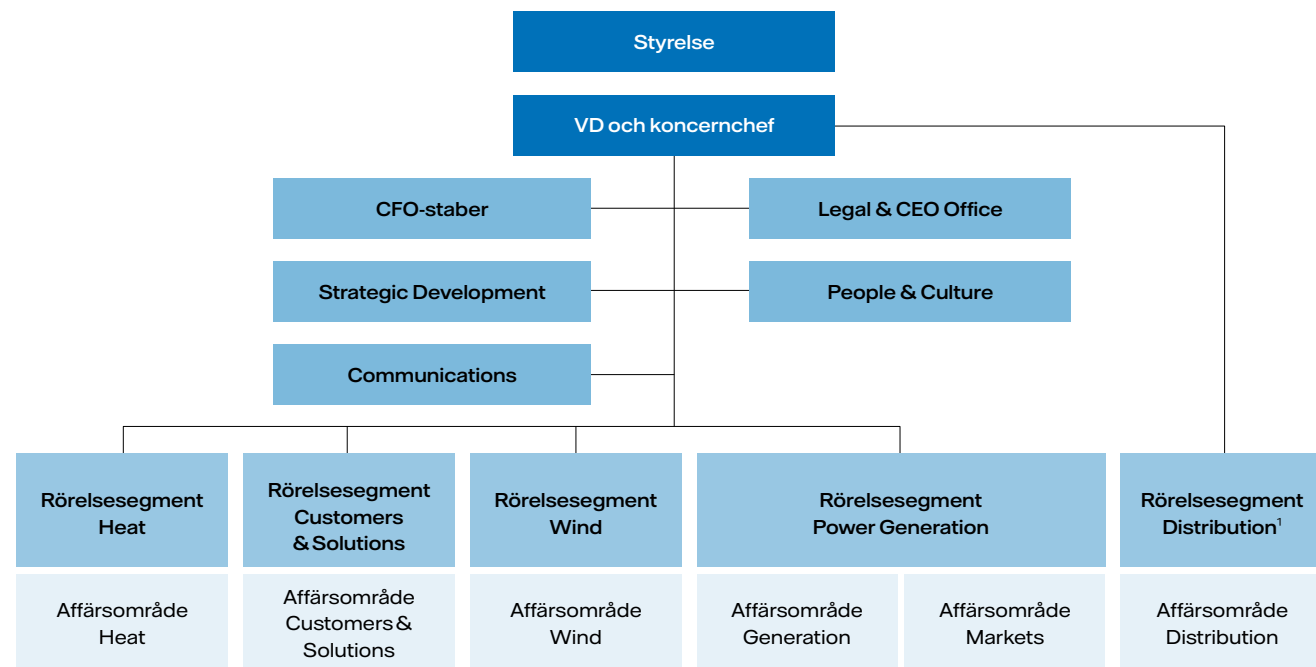 Styrelse
VD och koncernchef
CFO-staber
Legal & CEO Office
Strategic Development
People & Culture
Communications
Rörelsesegment
Heat
Rörelsesegment
Customers
& Solutions
Rörelsesegment
Wind
Rörelsesegment
Power Generation
Rörelsesegment
Distribution¹
Affärsområde
Heat
Affärsområde
Customers &
Solutions
Affärsområde
Wind
Affärsområde
Generation
Affärsområde
Markets
Affärsområde
Distribution